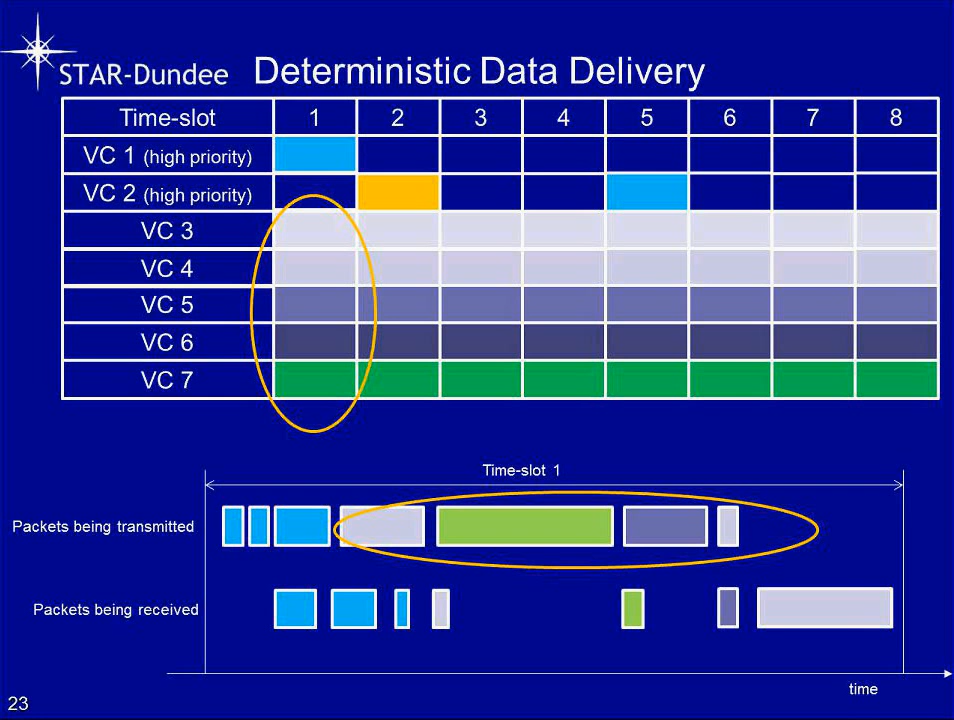 STAR-Dundee Deterministic Data Delivery
Time-slot 1 2 3 4 5 6 7 8
VC 1 (high priority)
VC 2 (high priority)
VC 3
VC 4
VC 5
VC 6
VC 7
Time-slot 1
Packets being transmitted
Packets being received
time
23